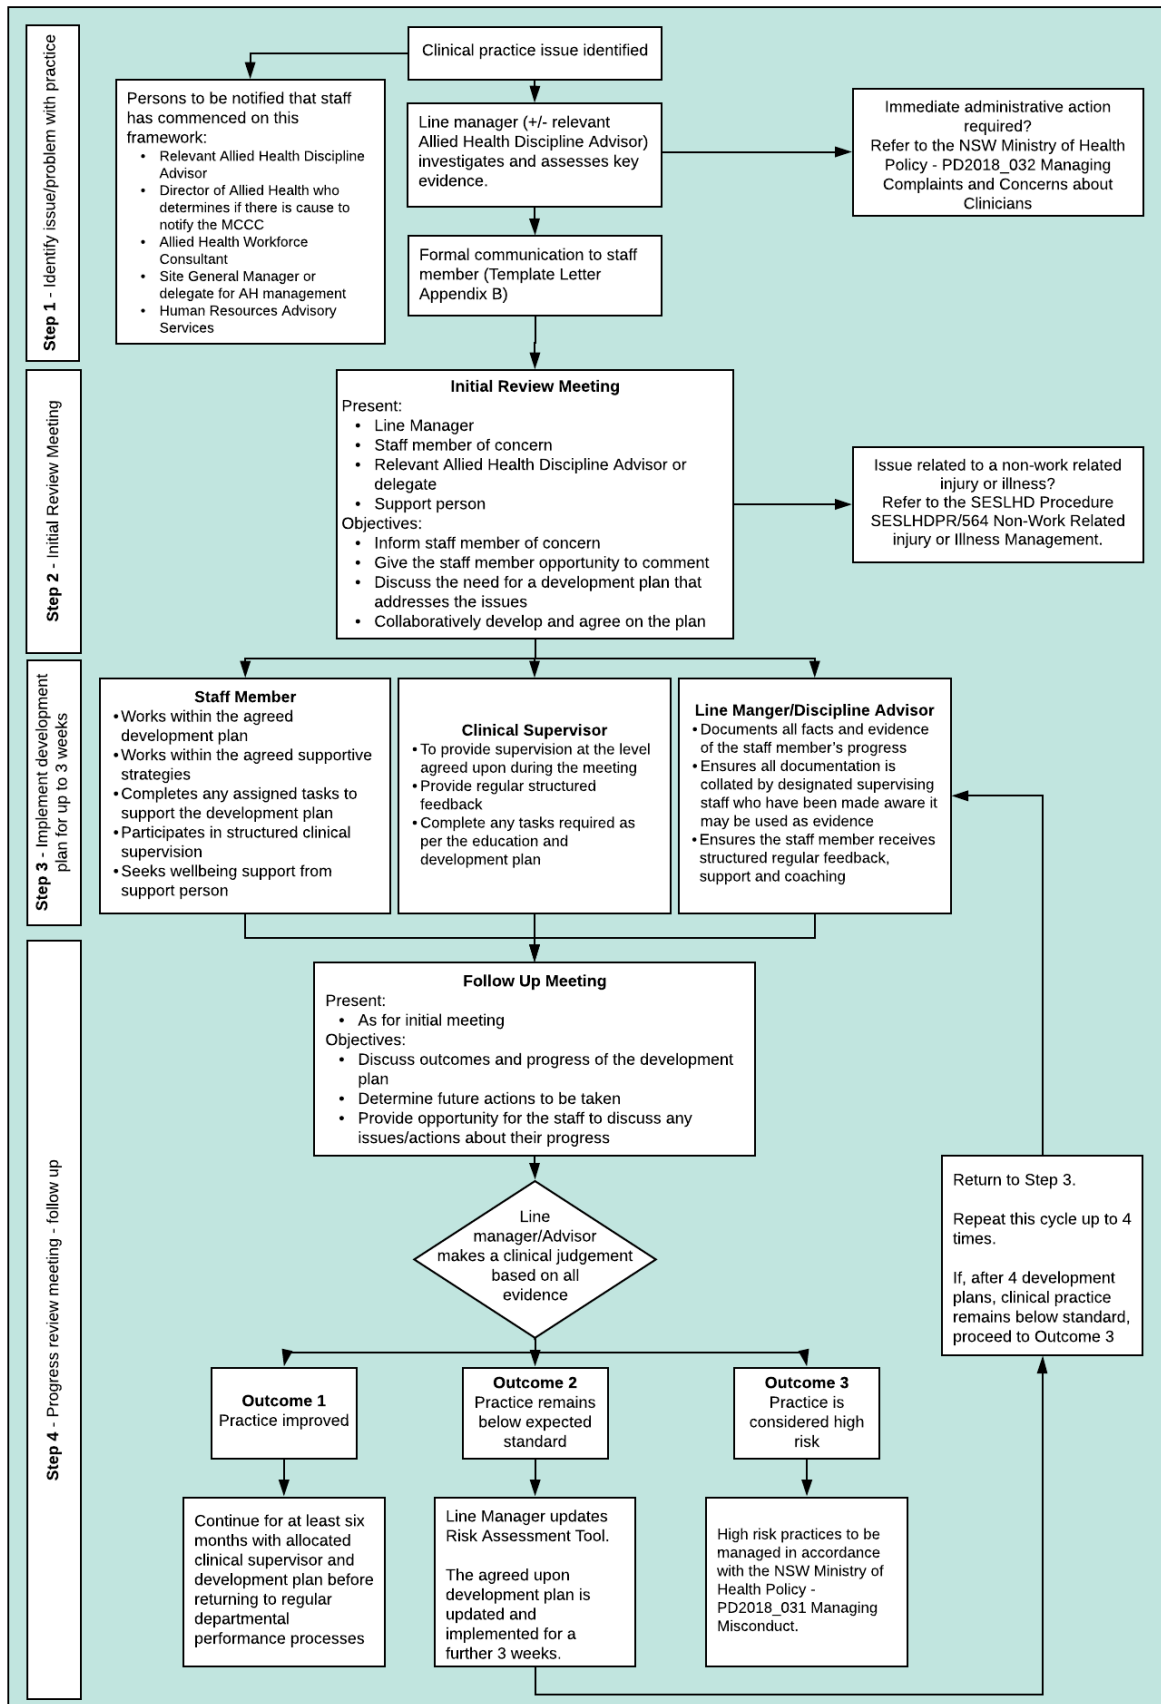 Step 1 - Identify issue/problem with practice
Clinical practice issue identified
Persons to be notified that staff
has commenced on this
framework:
• Relevant Allied Health Discipline
Advisor
• Director of Allied Health who
determines if there is cause to
notify the MCCC
• Allied Health Workforce
Consultant
• Site General Manager or
delegate for AH management
• Human Resources Advisory
Services
Line manager (+/- relevant
Allied Health Discipline Advisor)
investigates and assesses key
evidence.
Immediate administrative action
required?
Refer to the NSW Ministry of Health
Policy - PD2018_032 Managing
Complaints and Concerns about
Clinicians
Formal communication to staff
member (Template Letter
Appendix B)
Step 2 - Initial Review Meeting
Initial Review Meeting
Present:
• Line Manager
• Staff member of concern
• Relevant Allied Health Discipline Advisor or
delegate
• Support person
Objectives:
• Inform staff member of concern
• Give the staff member opportunity to comment
• Discuss the need for a development plan that
addresses the issues
• Collaboratively develop and agree on the plan
Issue related to a non-work related
injury or illness?
Refer to the SESLHD Procedure
SESLHDPR/564 Non-Work Related
injury or Illness Management.
Step 3 - Implement development
plan for up to 3 weeks
Staff Member
• Works within the agreed
development plan
• Works within the agreed supportive
strategies
• Completes any assigned tasks to
support the development plan
• Participates in structured clinical
supervision
• Seeks wellbeing support from
support person
Clinical Supervisor
• To provide supervision at the level
agreed upon during the meeting
• Provide regular structured
feedback
• Complete any tasks required as
per the education and
development plan
Line Manger/Discipline Advisor
• Documents all facts and evidence
of the staff member's progress
• Ensures all documentation is
collated by designated supervising
staff who have been made aware it
may be used as evidence
• Ensures the staff member receives
structured regular feedback,
support and coaching
Step 4 - Progress review meeting - follow up
Follow Up Meeting
Present:
• As for initial meeting
Objectives:
• Discuss outcomes and progress of the development
plan
• Determine future actions to be taken
• Provide opportunity for the staff to discuss any
issues/actions about their progress
Line
manager/Advisor
makes a clinical judgement
based on all
evidence
Return to Step 3.
Repeat this cycle up to 4
times.
If, after 4 development
plans, clinical practice
remains below standard,
proceed to Outcome 3
Outcome 1
Practice improved
Outcome 2
Practice remains
below expected
standard
Outcome 3
Practice is
considered high
risk
Continue for at least six
months with allocated
clinical supervisor and
development plan before
returning to regular
departmental
performance processes
Line Manager updates
Risk Assessment Tool.
The agreed upon
development plan is
updated and
implemented for a
further 3 weeks.
High risk practices to be
managed in accordance
with the NSW Ministry of
Health Policy -
PD2018_031 Managing
Misconduct.